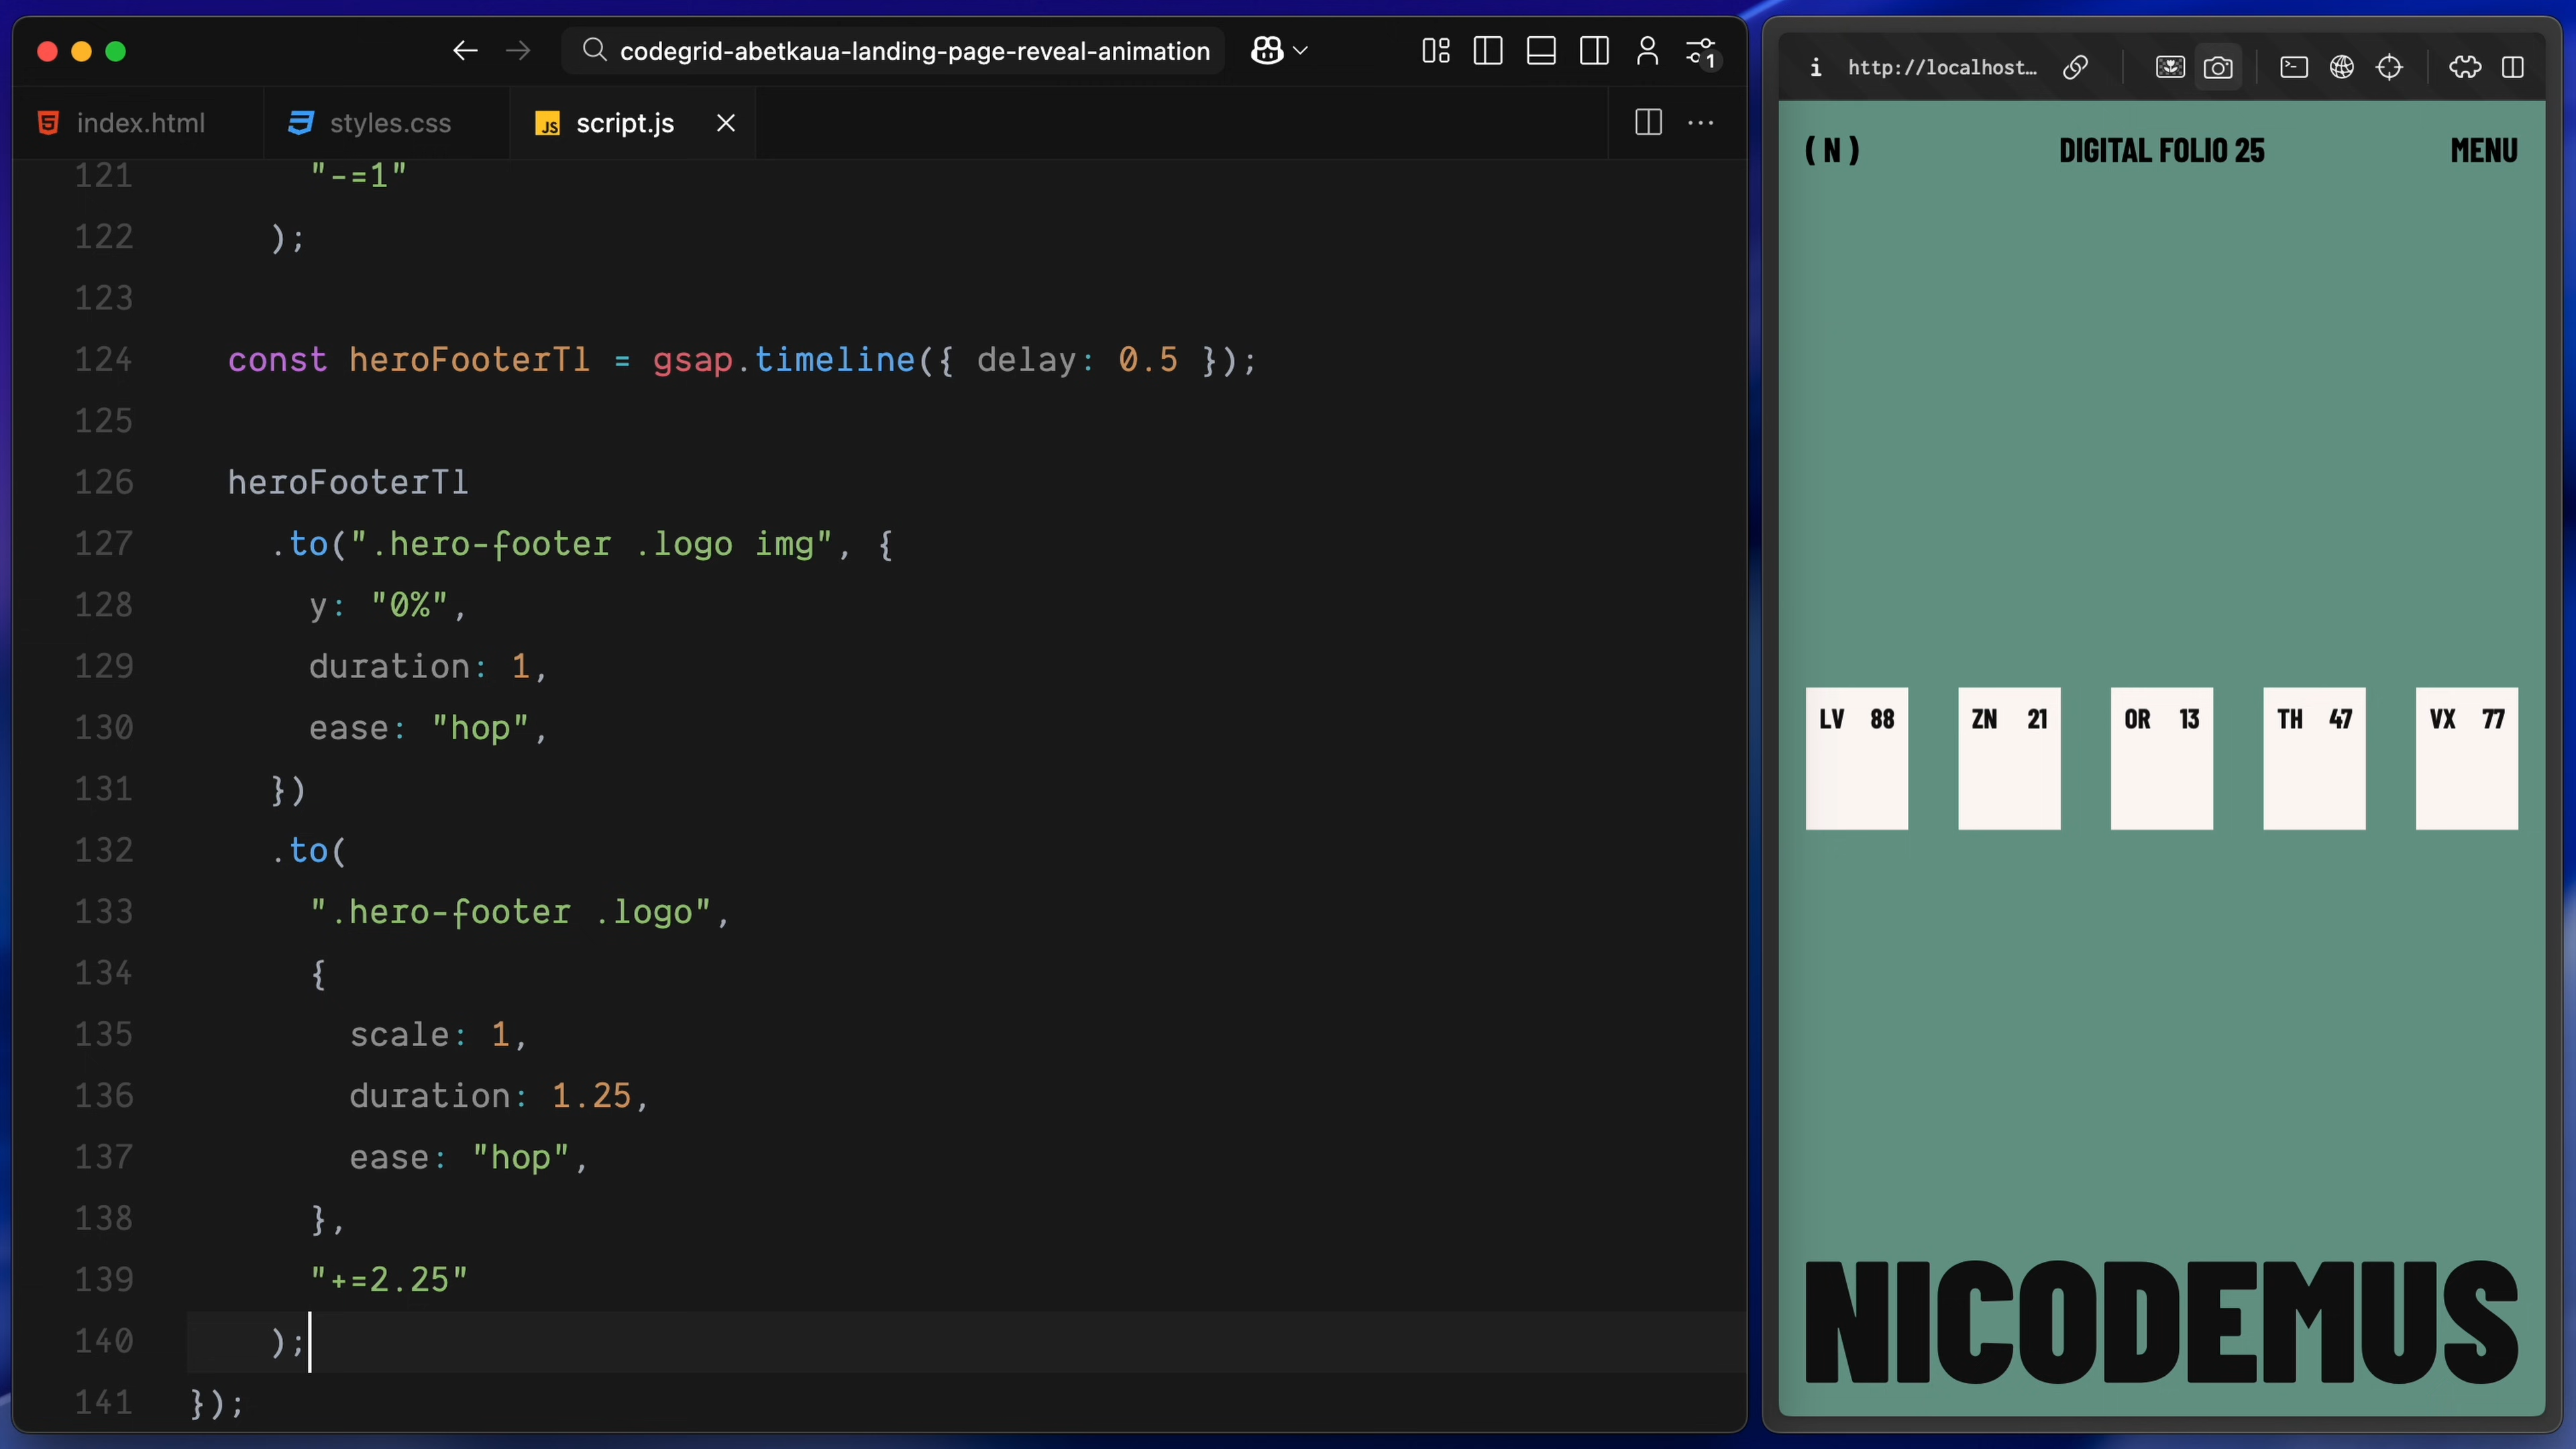 codegrid-abetkaua-landing-page-reveal-animation
1
index.html
styles.css
JS script.js
121 "-=1"
122 );
123
124 const heroFooterTl = gsap.timeline({ delay: 0.5 });
125
126 heroFooterTl
127 .to(".hero-footer .logo img", {
128 y: "0%",
129 duration: 1,
130 ease: "hop",
131 })
132 .to(
133 ".hero-footer .logo",
134 {
135 scale: 1,
136 duration: 1.25,
137 ease: "hop",
138 },
139 "+=2.25"
140 );
141 });
http://localhost…
( N ) DIGITAL FOLIO 25 MENU
LV 88 ZN 21 OR 13 TH 47 VX 77
NICODEMUS